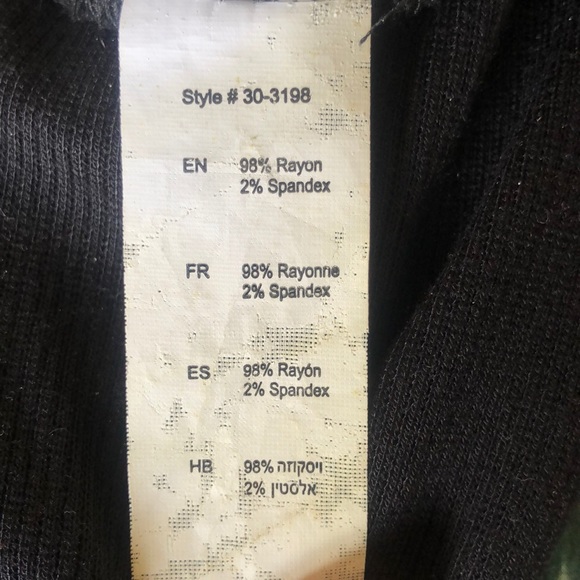 Style # 30-3198
EN 98% Rayon
2% Spandex
FR 98% Rayonne
2% Spandex
ES 98% Rayón
2% Spandex
HB 98% ויסקוזה
2% אלסטין